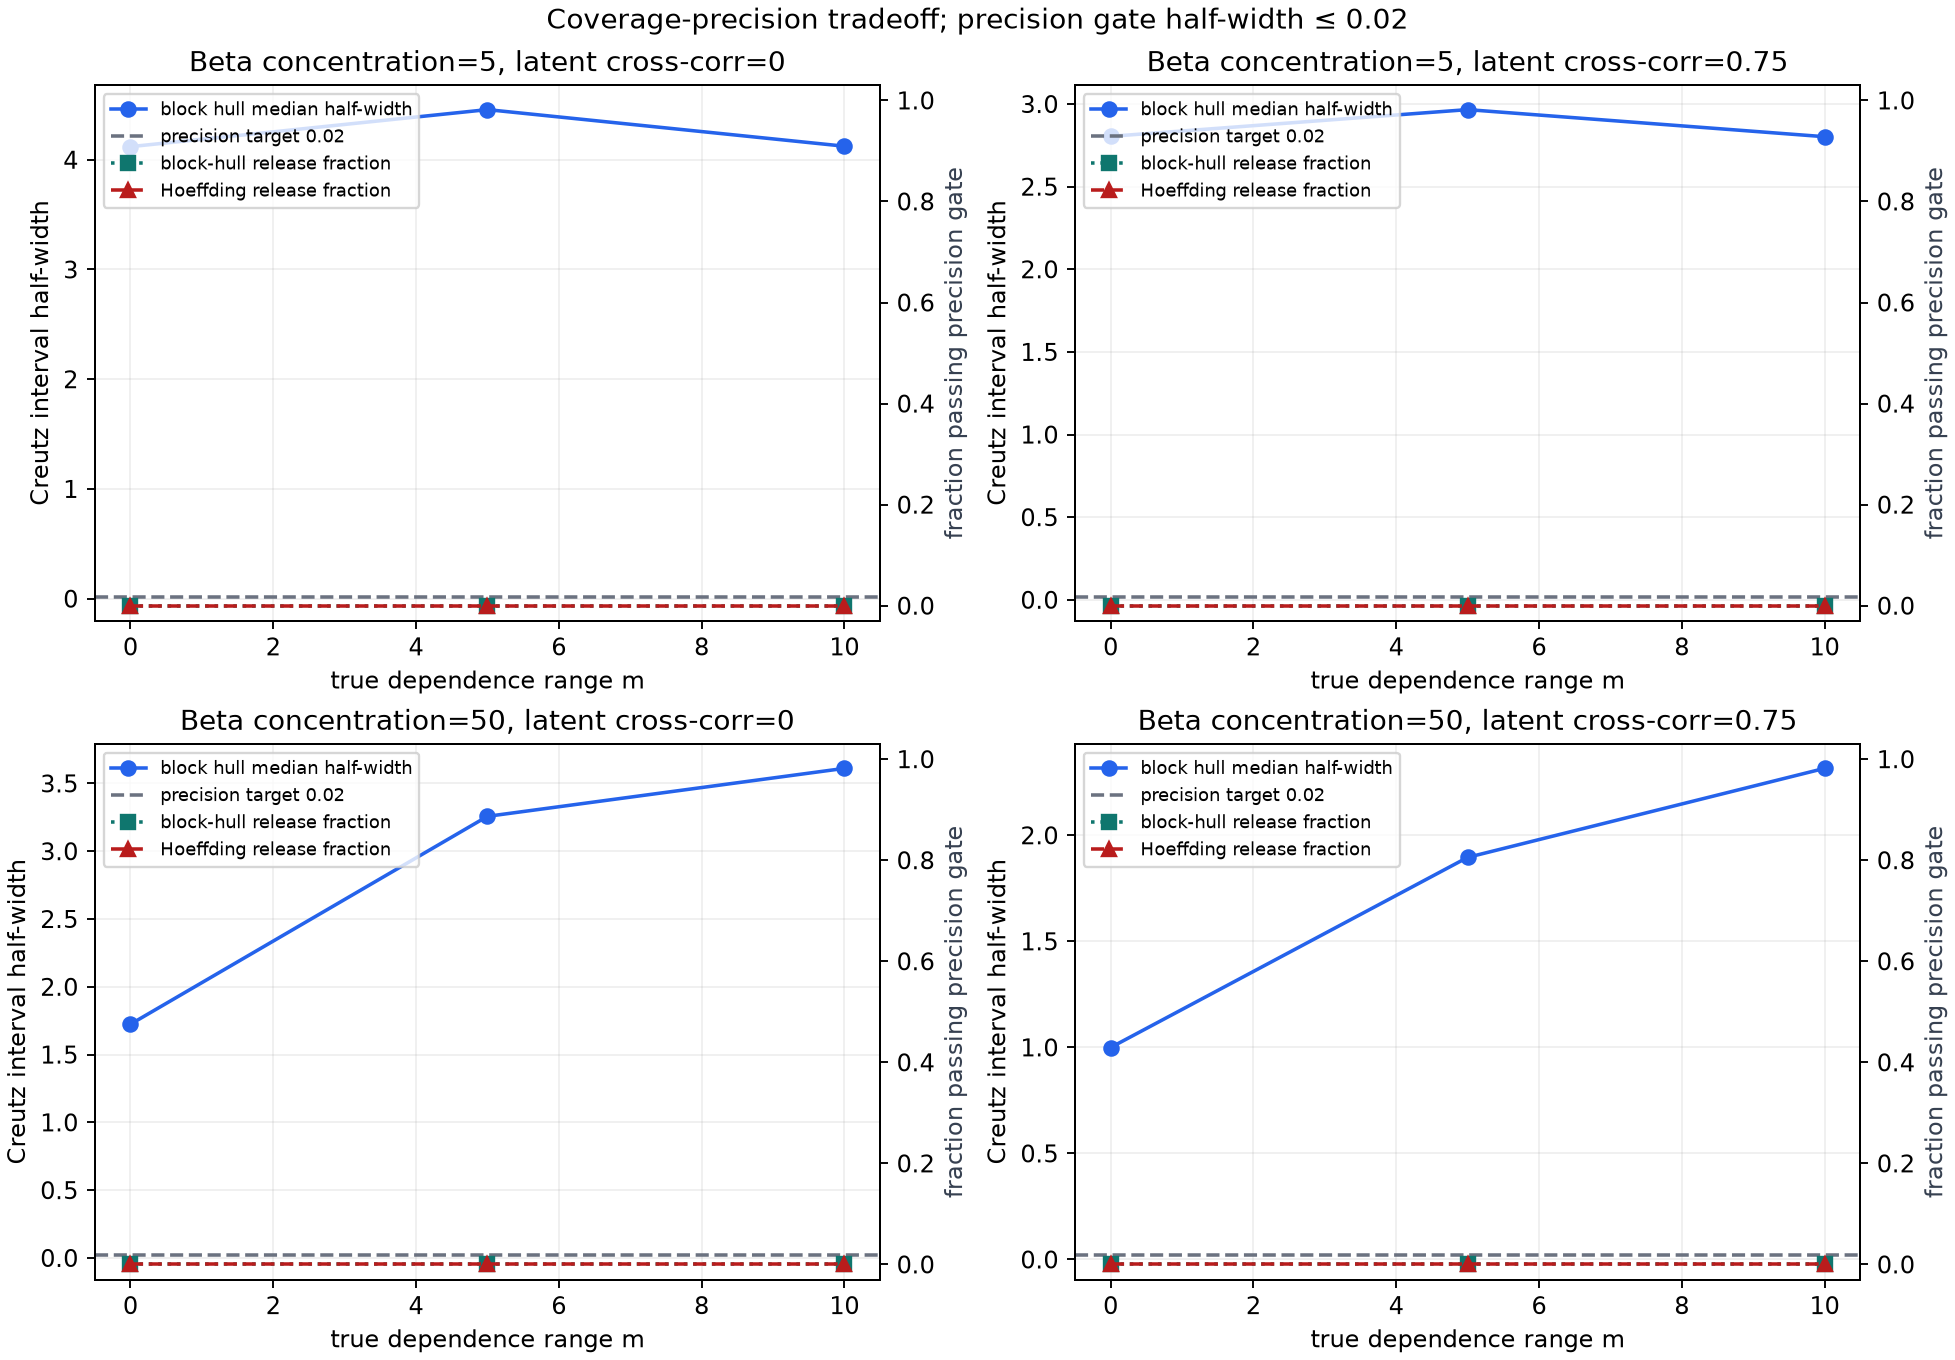 Coverage-precision tradeoff; precision gate half-width ≤ 0.02
Beta concentration=5, latent cross-corr=0
block hull median half-width
precision target 0.02
block-hull release fraction
Hoeffding release fraction
Creutz interval half-width
4
3
2
1
0
1.0
0.8
0.6
0.4
0.2
0.0
fraction passing precision gate
0 2 4 6 8 10
true dependence range m
Beta concentration=5, latent cross-corr=0.75
block hull median half-width
precision target 0.02
block-hull release fraction
Hoeffding release fraction
Creutz interval half-width
3.0
2.5
2.0
1.5
1.0
0.5
0.0
1.0
0.8
0.6
0.4
0.2
0.0
fraction passing precision gate
0 2 4 6 8 10
true dependence range m
Beta concentration=50, latent cross-corr=0
block hull median half-width
precision target 0.02
block-hull release fraction
Hoeffding release fraction
Creutz interval half-width
3.5
3.0
2.5
2.0
1.5
1.0
0.5
0.0
1.0
0.8
0.6
0.4
0.2
0.0
fraction passing precision gate
0 2 4 6 8 10
true dependence range m
Beta concentration=50, latent cross-corr=0.75
block hull median half-width
precision target 0.02
block-hull release fraction
Hoeffding release fraction
Creutz interval half-width
2.0
1.5
1.0
0.5
0.0
1.0
0.8
0.6
0.4
0.2
0.0
fraction passing precision gate
0 2 4 6 8 10
true dependence range m